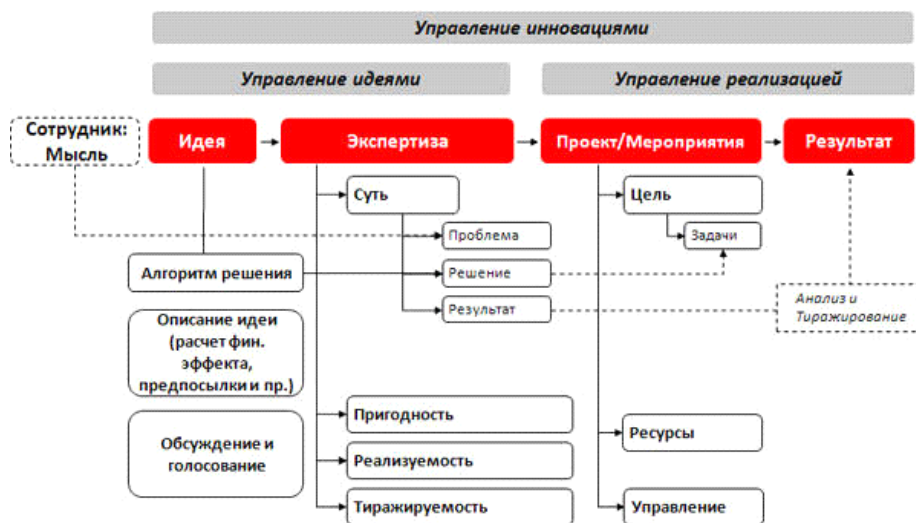 Управление инновациями
Управление идеями
Управление реализацией
Сотрудник:
Мысль
Идея
Экспертиза
Проект/Мероприятия
Результат
Суть
Цель
Проблема
Задачи
Алгоритм решения
Решение
Результат
Анализ и
Тиражирование
Описание идеи
(расчет фин.
эффекта,
предпосылки и пр.)
Пригодность
Обсуждение и
голосование
Ресурсы
Реализуемость
Тиражируемость
Управление